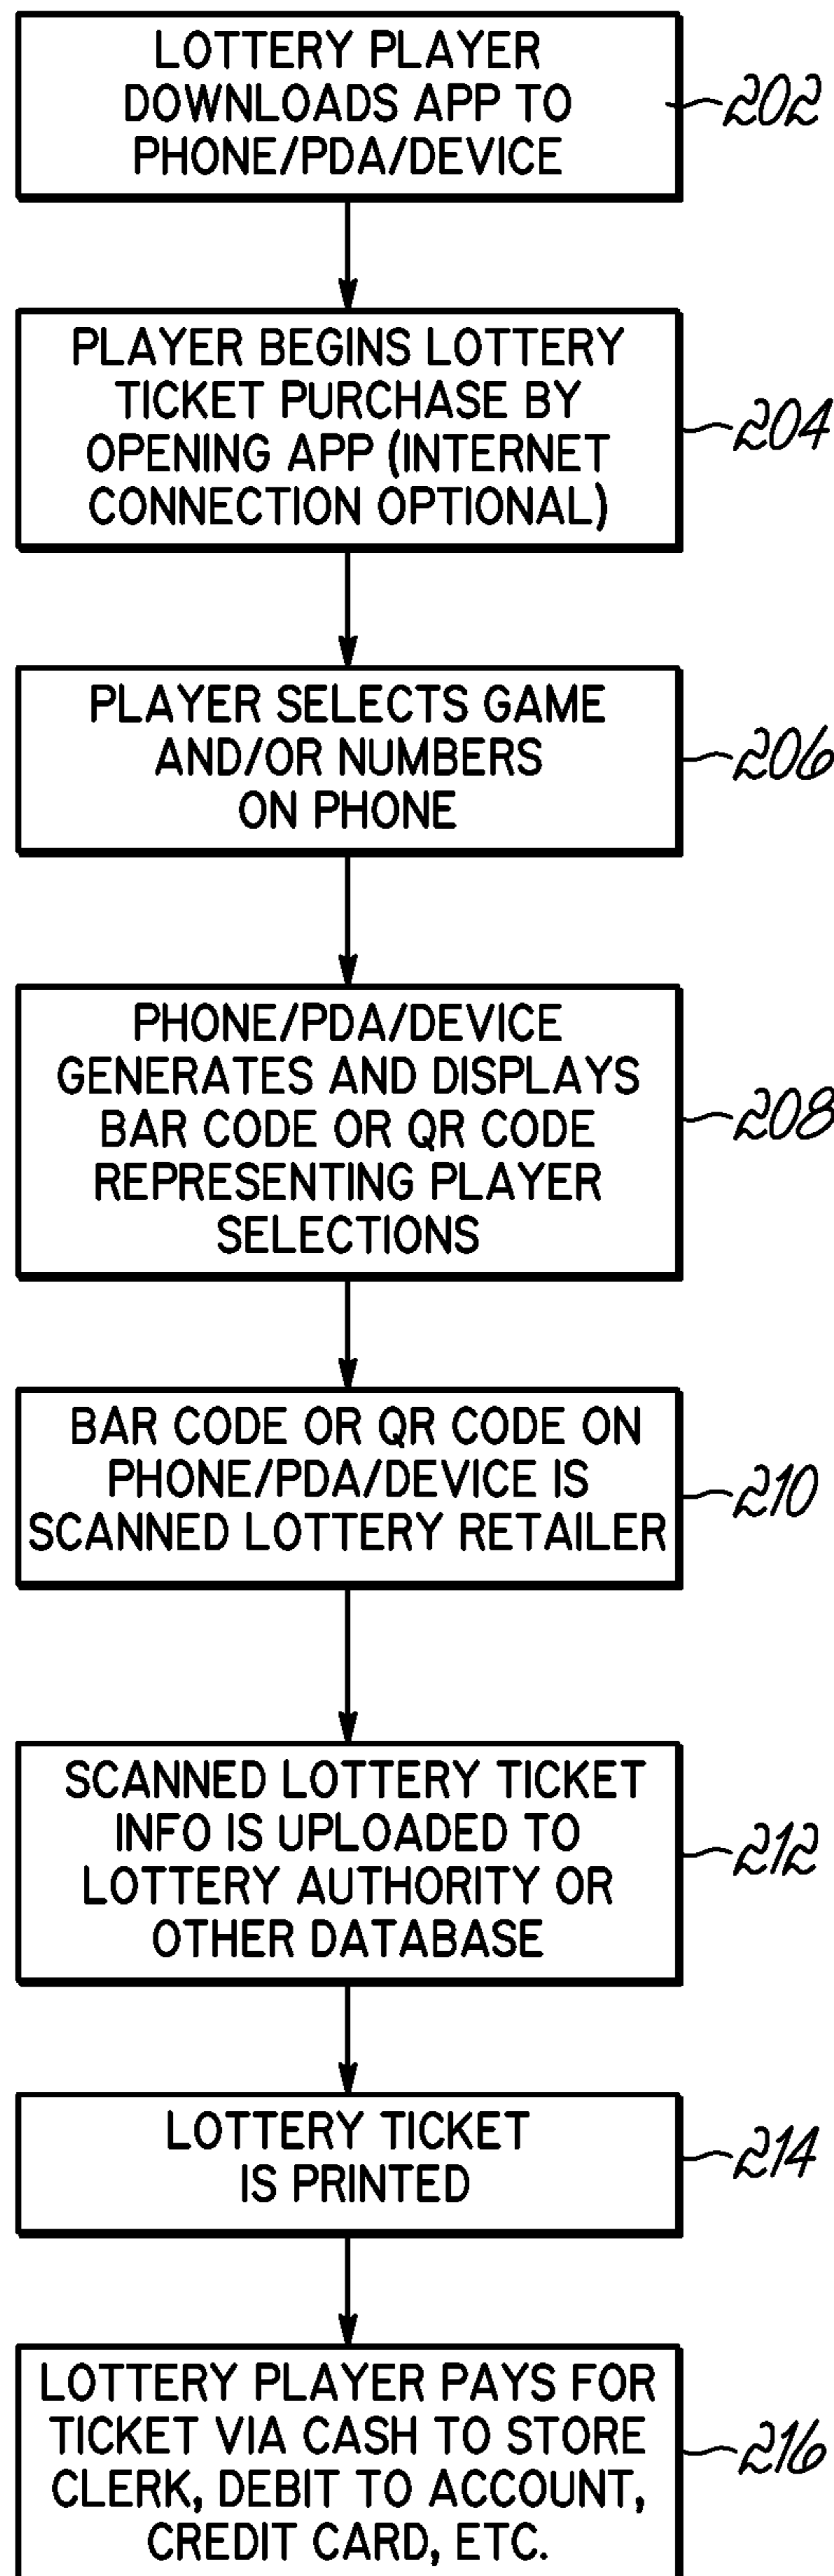 LOTTERY PLAYER
DOWNLOADS APP TO
PHONE/PDA/DEVICE
202
PLAYER BEGINS LOTTERY
TICKET PURCHASE BY
OPENING APP (INTERNET
CONNECTION OPTIONAL)
204
PLAYER SELECTS GAME
AND/OR NUMBERS
ON PHONE
206
PHONE/PDA/DEVICE
GENERATES AND DISPLAYS
BAR CODE OR QR CODE
REPRESENTING PLAYER
SELECTIONS
208
BAR CODE OR QR CODE ON
PHONE/PDA/DEVICE IS
SCANNED LOTTERY RETAILER
210
SCANNED LOTTERY TICKET
INFO IS UPLOADED TO
LOTTERY AUTHORITY OR
OTHER DATABASE
212
LOTTERY TICKET
IS PRINTED
214
LOTTERY PLAYER PAYS FOR
TICKET VIA CASH TO STORE
CLERK, DEBIT TO ACCOUNT,
CREDIT CARD, ETC.
216